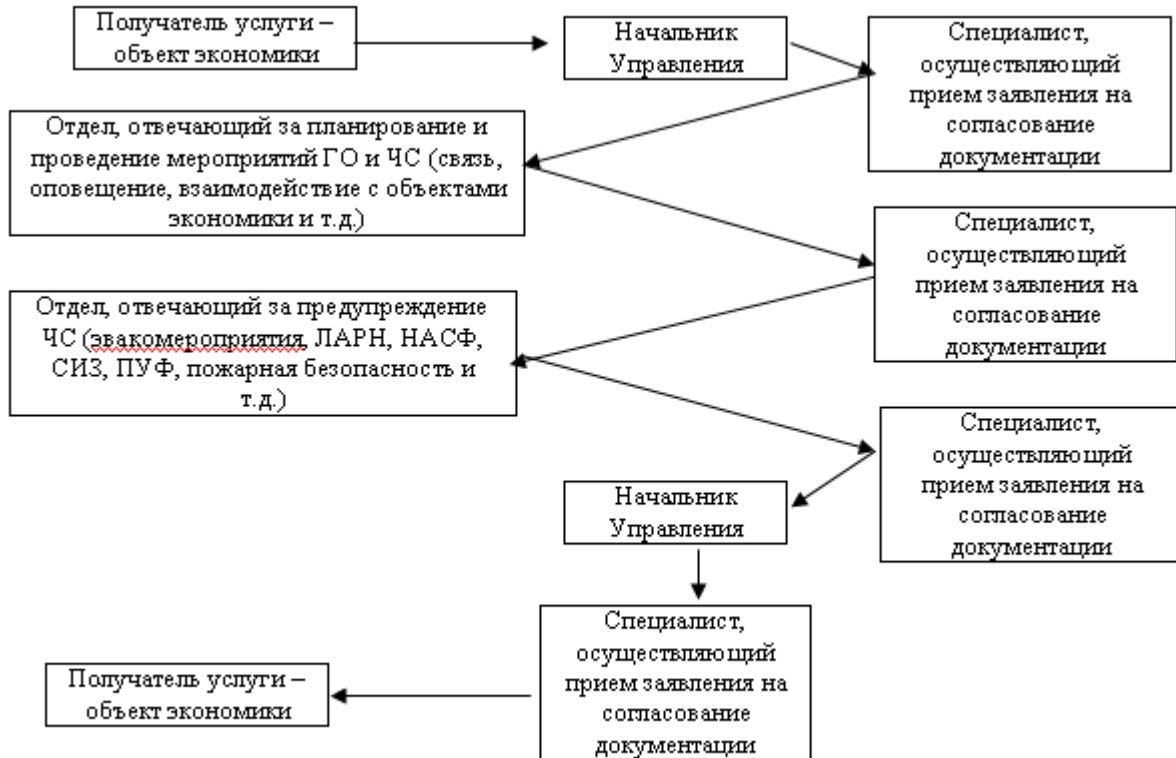 Получатель услуги –
объект экономики
Начальник
Управления
Специалист,
осуществляющий
прием заявления на
согласование
документации
Отдел, отвечающий за планирование и
проведение мероприятий ГО и ЧС (связь,
оповещение, взаимодействие с объектами
экономики и т.д.)
Специалист,
осуществляющий
прием заявления на
согласование
документации
Отдел, отвечающий за предупреждение
ЧС (эвакомероприятия, ЛАРН, НАСФ,
СИЗ, ПУФ, пожарная безопасность и
т.д.)
Специалист,
осуществляющий
прием заявления на
согласование
документации
Начальник
Управления
Специалист,
осуществляющий
прием заявления на
согласование
документации
Получатель услуги –
объект экономики